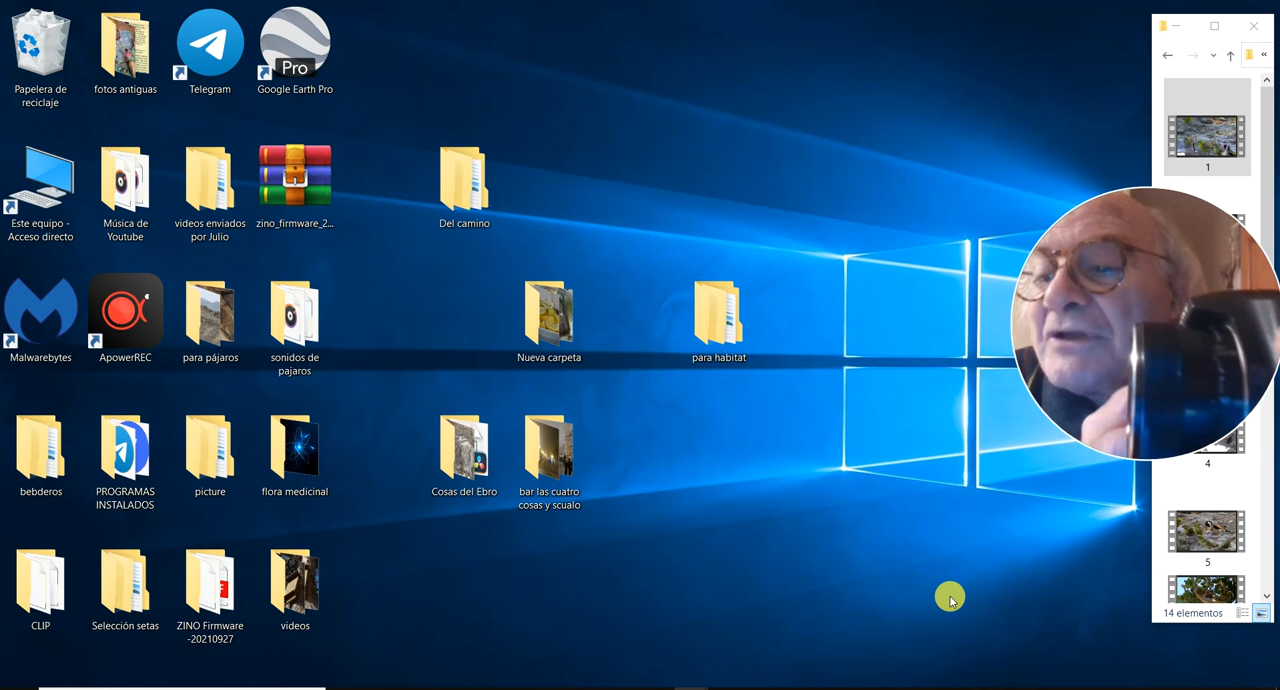 Papelera de
reciclaje
fotos antiguas
Telegram
Pro
Google Earth Pro
Este equipo -
Acceso directo
Música de
Youtube
videos enviados
por Julio
zino_firmware_2...
Del camino
Malwarebytes
ApowerREC
para pájaros
sonidos de
pajaros
Nueva carpeta
para habitat
bebderos
PROGRAMAS
INSTALADOS
picture
flora medicinal
Cosas del Ebro
bar las cuatro
cosas y scualo
CLIP
Selección setas
ZINO Firmware
-20210927
videos
1
4
5
14 elementos